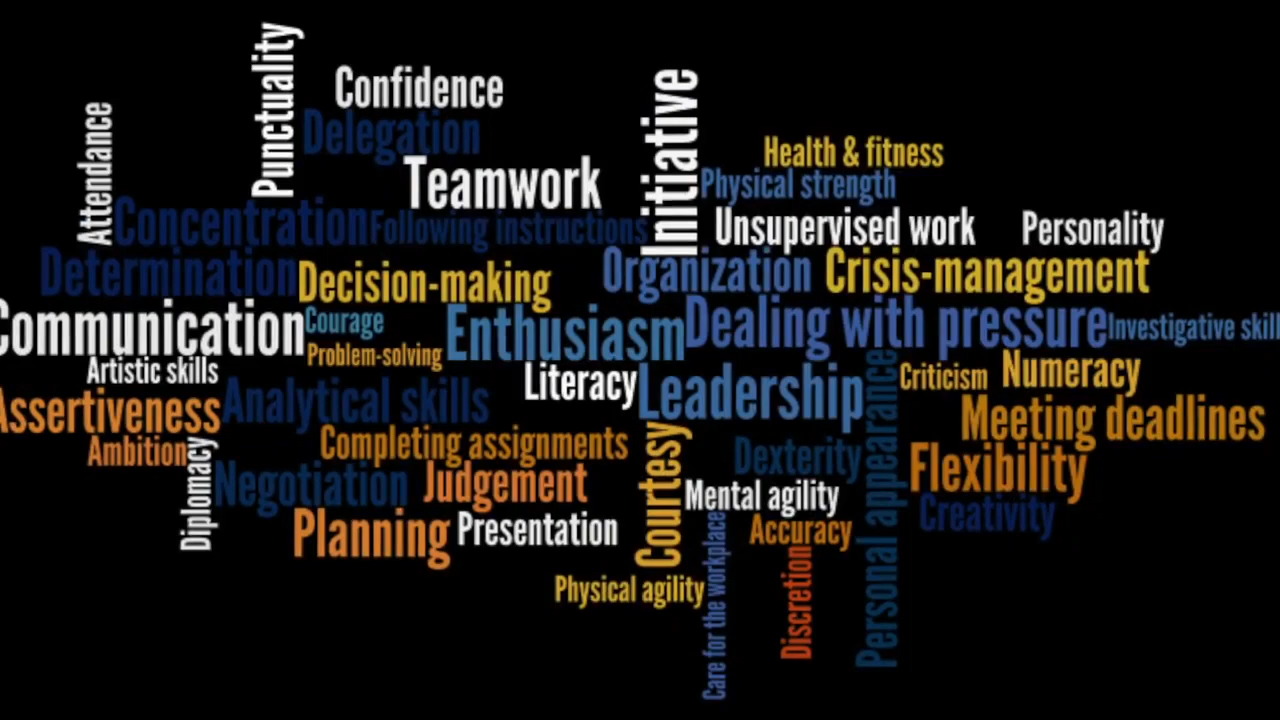 Punctuality
Confidence
Initiative
Attendance
Delegation
Health & fitness
Teamwork
Physical strength
Concentration
Following instructions
Unsupervised work
Personality
Determination
Decision-making
Organization
Crisis-management
Communication
Courage
Enthusiasm
Dealing with pressure
Investigative skill
Problem-solving
Artistic skills
Literacy
Leadership
Criticism
Numeracy
Assertiveness
Analytical skills
Meeting deadlines
Ambition
Completing assignments
Courtesy
Dexterity
Personal appearance
Flexibility
Diplomacy
Negotiation
Judgement
Mental agility
Creativity
Planning
Presentation
Accuracy
Physical agility
Care for the workplace
Discretion